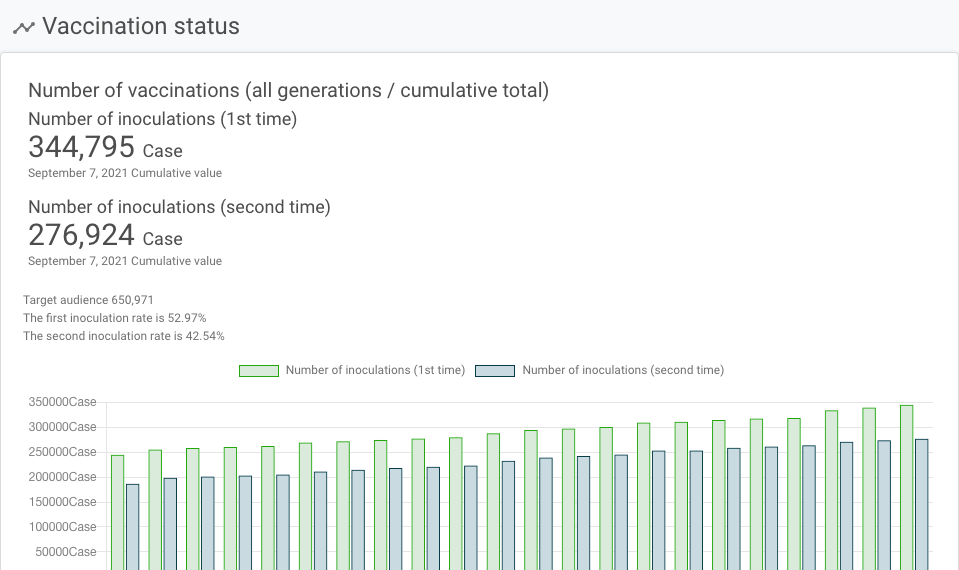 Vaccination status
Number of vaccinations (all generations / cumulative total)
Number of inoculations (1st time)
344,795 Case
September 7, 2021 Cumulative value
Number of inoculations (second time)
276,924 Case
September 7, 2021 Cumulative value
Target audience 650,971
The first inoculation rate is 52.97%
The second inoculation rate is 42.54%
Number of inoculations (1st time) Number of inoculations (second time)
350000Case
300000Case
250000Case
200000Case
150000Case
100000Case
50000Case